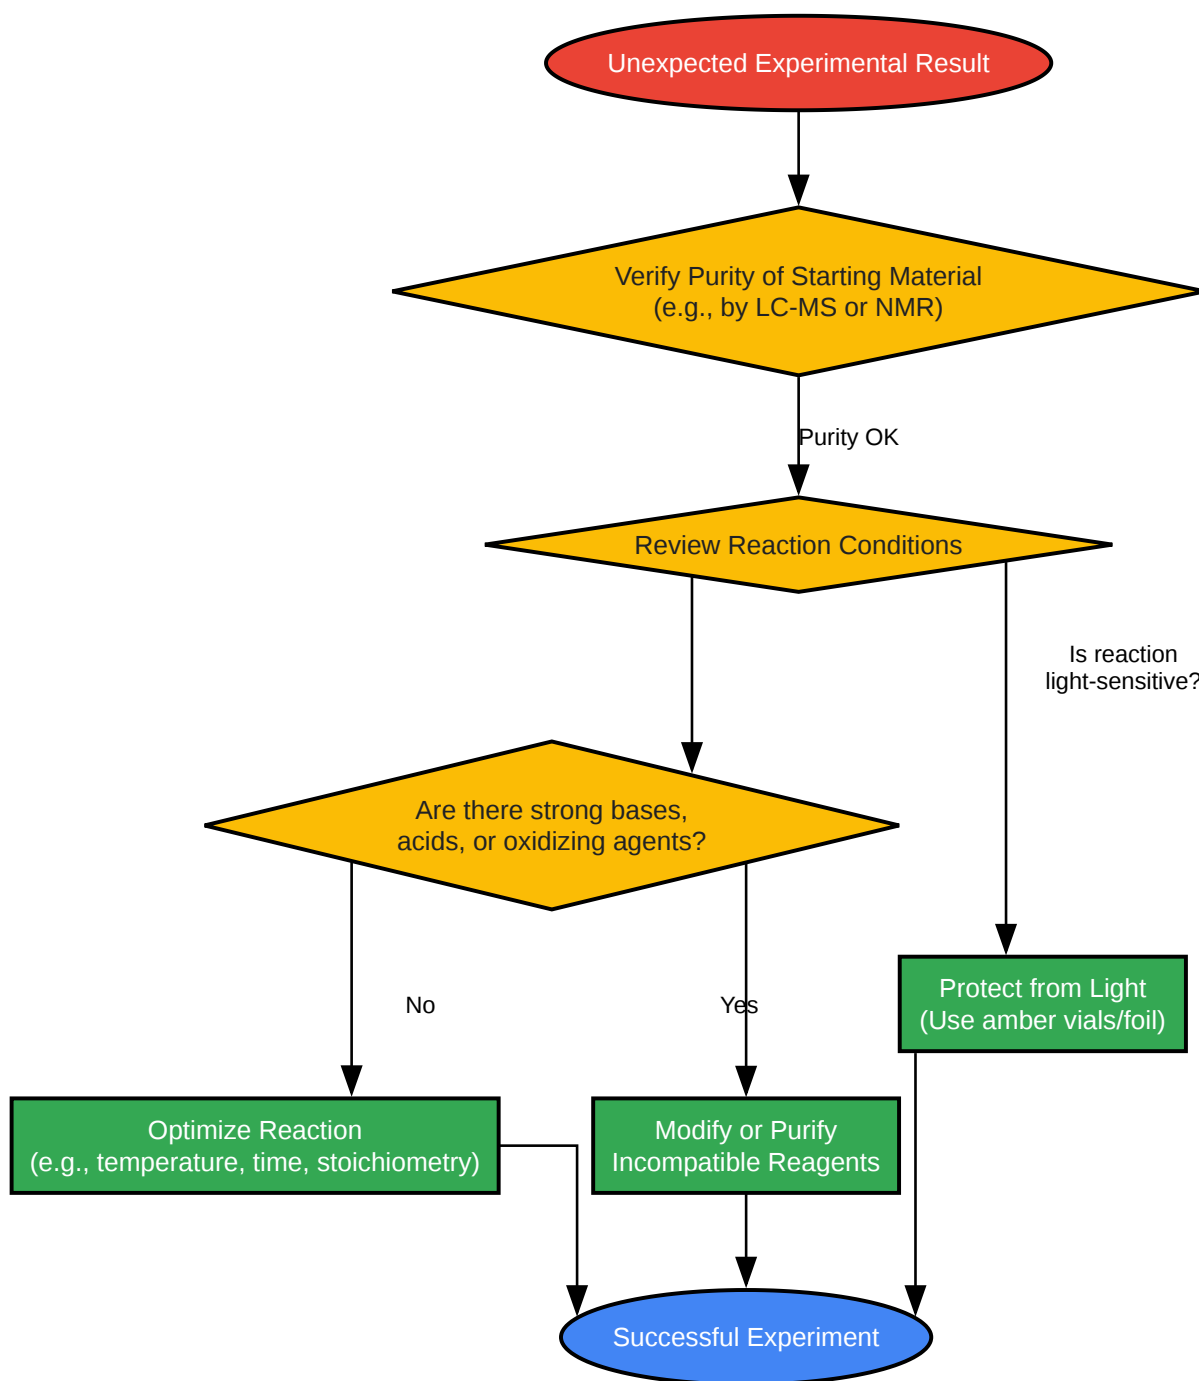 Unexpected Experimental Result
Verify Purity of Starting Material
(e.g., by LC-MS or NMR)
Purity OK
Review Reaction Conditions
Is reaction
light-sensitive?
Are there strong bases,
acids, or oxidizing agents?
No
Yes
Protect from Light
(Use amber vials/foil)
Optimize Reaction
(e.g., temperature, time, stoichiometry)
Modify or Purify
Incompatible Reagents
Successful Experiment